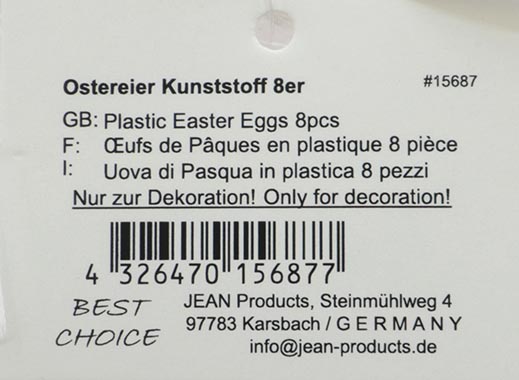 Ostereier Kunststoff 8er #15687
GB: Plastic Easter Eggs 8pcs
F: Œufs de Pâques en plastique 8 pièce
I: Uova di Pasqua in plastica 8 pezzi
Nur zur Dekoration! Only for decoration!
4 326470 156877
BEST CHOICE
JEAN Products, Steinmühlweg 4
97783 Karsbach / GERMANY
info@jean-products.de